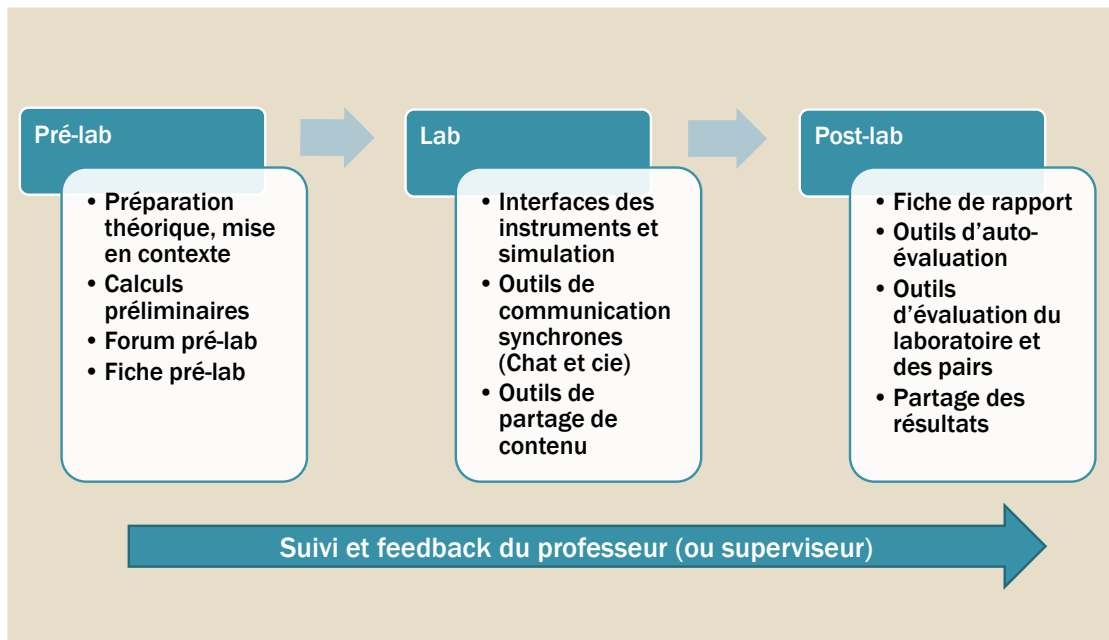 Pré-lab
• Préparation
théorique, mise
en contexte
• Calculs
préliminaires
• Forum pré-lab
• Fiche pré-lab
Lab
• Interfaces des
instruments et
simulation
• Outils de
communication
synchrones
(Chat et cie)
• Outils de
partage de
contenu
Post-lab
• Fiche de rapport
• Outils d’auto-
évaluation
• Outils
d’évaluation du
laboratoire et
des pairs
• Partage des
résultats
Suivi et feedback du professeur (ou superviseur)